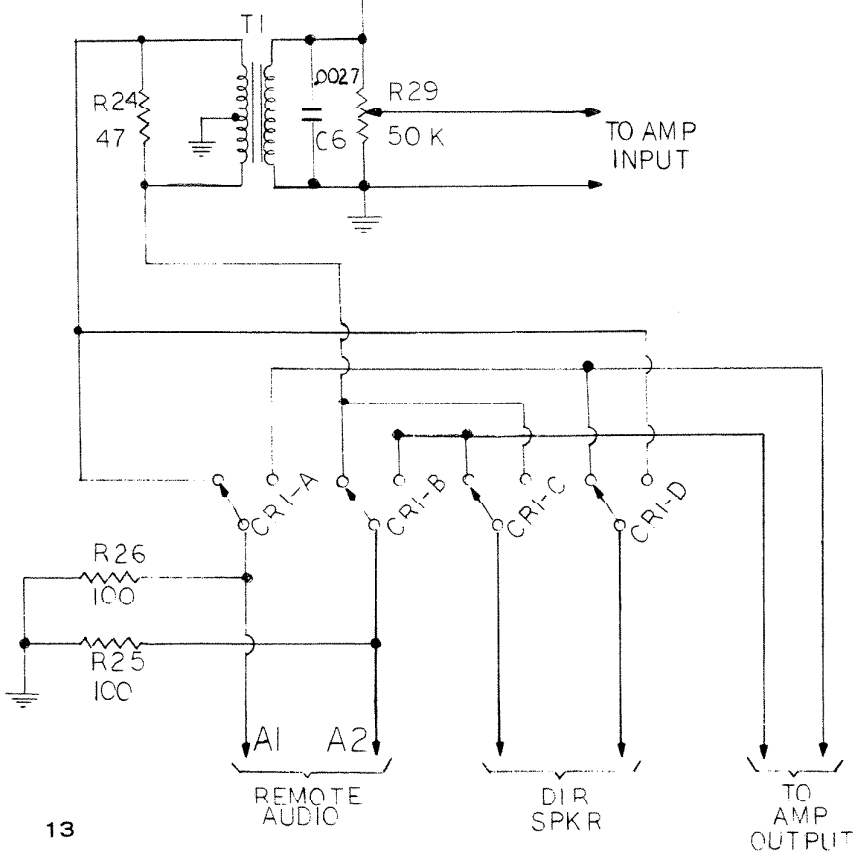 T1
R24
47
.0027
C6
R29
50 K
TO AMP
INPUT
CR1-A
CR1-B
CR1-C
CR1-D
R26
100
R25
100
A1
A2
REMOTE
AUDIO
DIR
SPKR
TO
AMP
OUTPUT
13